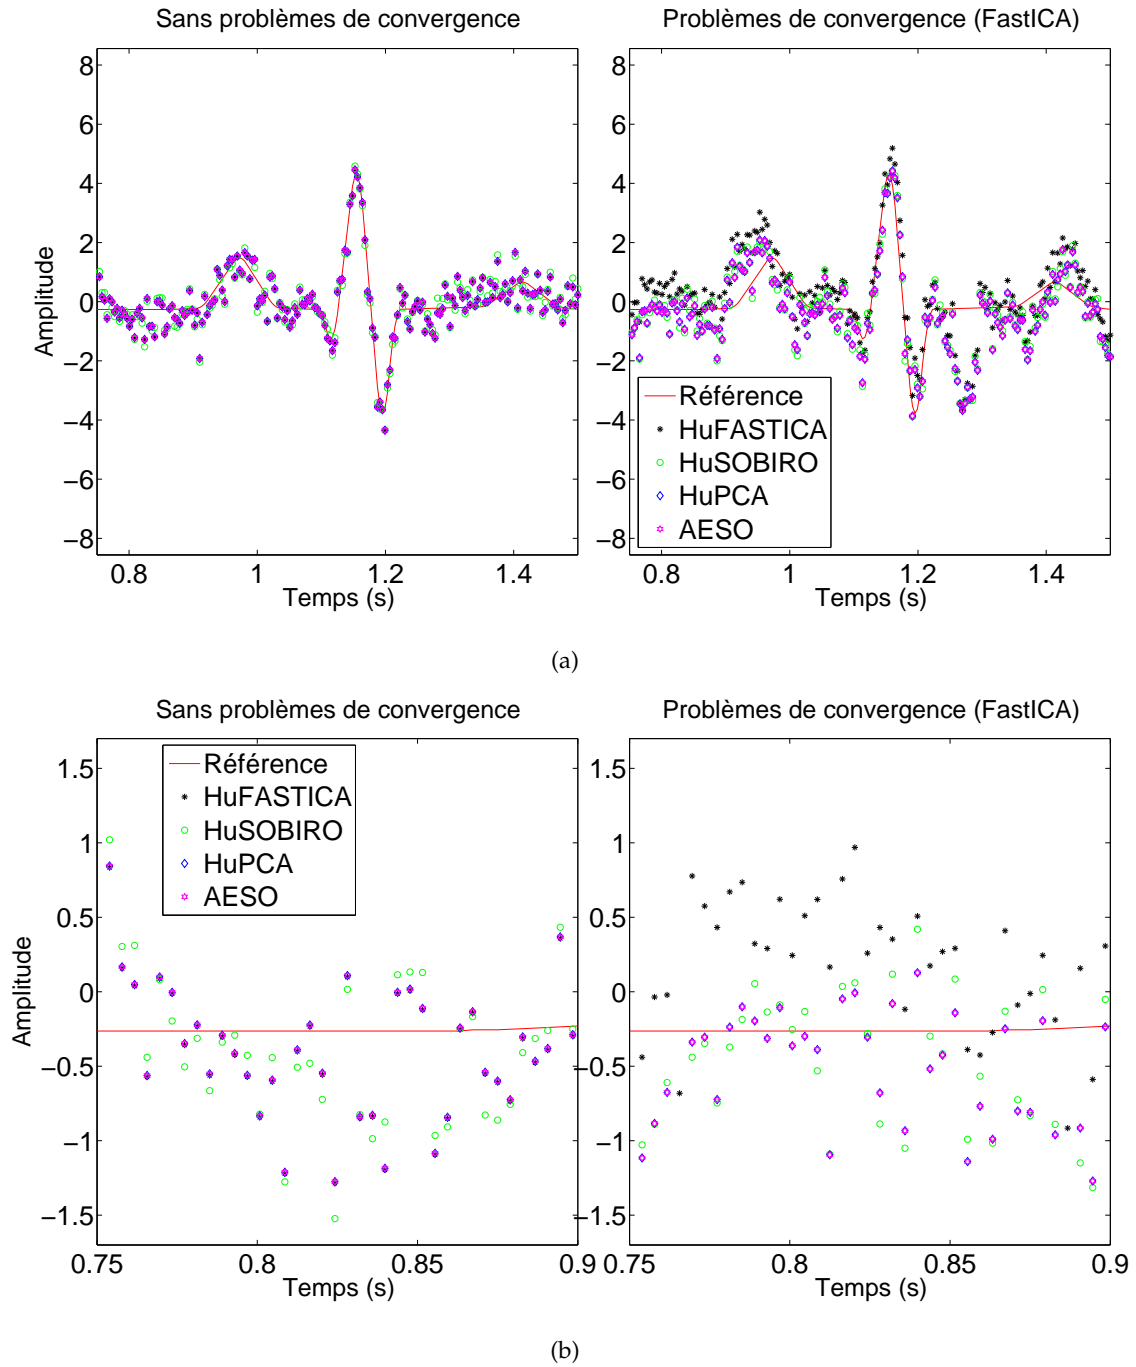 Sans problèmes de convergence
Problèmes de convergence (FastICA)
8
6
4
2
0
−2
−4
−6
−8
Amplitude
0.8
1
1.2
1.4
Temps (s)
8
6
4
2
0
−2
−4
−6
−8
Référence
HuFASTICA
HuSOBIRO
HuPCA
AESO
0.8
1
1.2
1.4
Temps (s)
(a)
Sans problèmes de convergence
Problèmes de convergence (FastICA)
1.5
1
0.5
0
−0.5
−1
−1.5
Amplitude
Référence
HuFASTICA
HuSOBIRO
HuPCA
AESO
0.75
0.8
0.85
0.9
Temps (s)
1.5
1
0.5
0
−0.5
−1
−1.5
0.75
0.8
0.85
0.9
Temps (s)
(b)